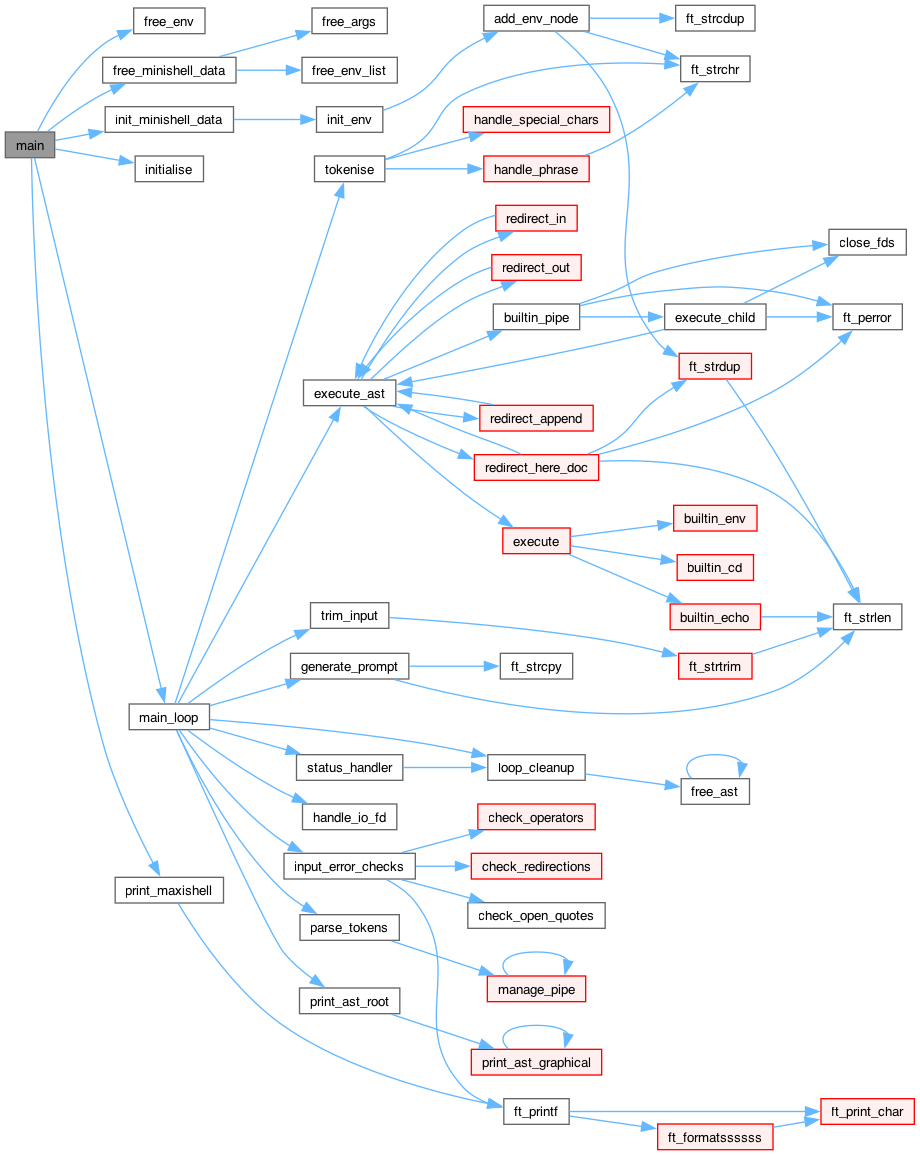 add_env_node
ft_strcdup
free_env
free_args
free_minishell_data
free_env_list
ft_strchr
init_minishell_data
init_env
handle_special_chars
main
initialise
tokenise
handle_phrase
redirect_in
close_fds
redirect_out
builtin_pipe
execute_child
ft_perror
ft_strdup
execute_ast
redirect_append
redirect_here_doc
builtin_env
execute
builtin_cd
trim_input
builtin_echo
ft_strlen
generate_prompt
ft_strcpy
ft_strtrim
main_loop
status_handler
loop_cleanup
free_ast
handle_io_fd
check_operators
input_error_checks
check_redirections
print_maxishell
check_open_quotes
parse_tokens
manage_pipe
print_ast_root
print_ast_graphical
ft_printf
ft_print_char
ft_formatssssss